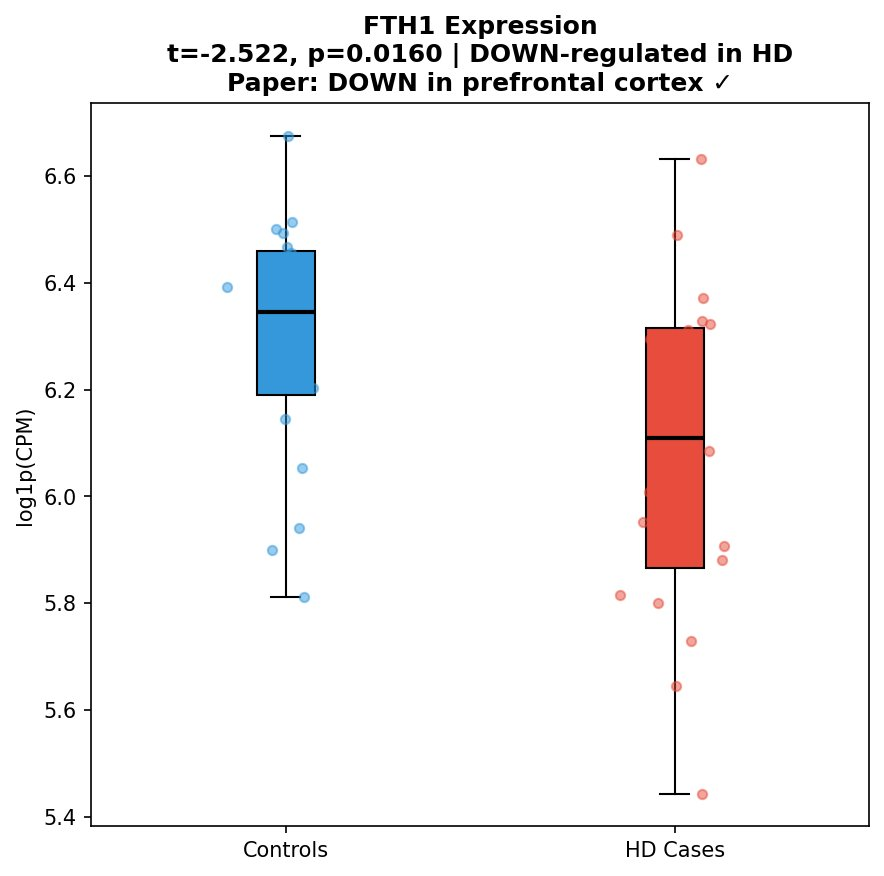 FTH1 Expression
t=-2.522, p=0.0160 | DOWN-regulated in HD
Paper: DOWN in prefrontal cortex ✓
log1p(CPM)
6.6
6.4
6.2
6.0
5.8
5.6
5.4
Controls
HD Cases